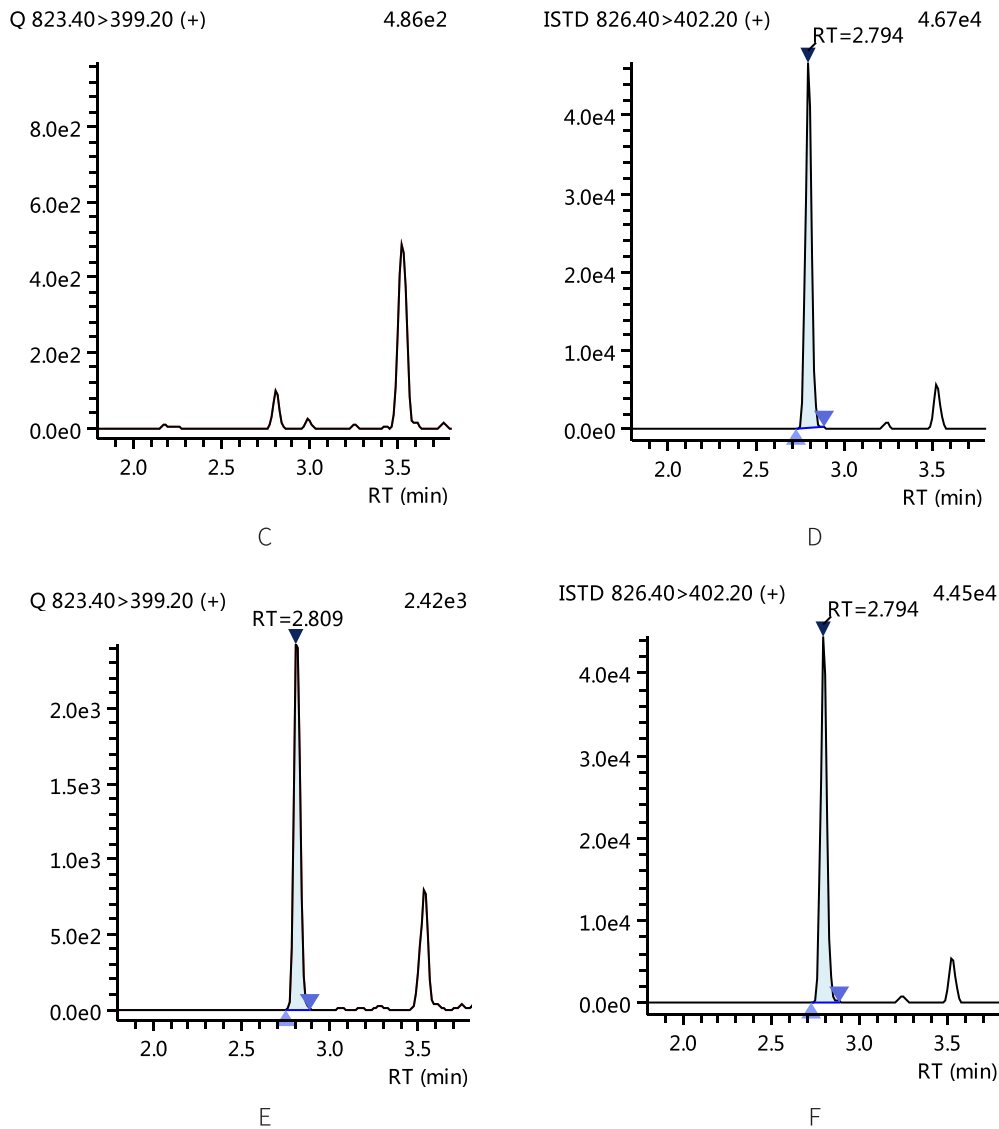 Q 823.40>399.20 (+) 4.86e2
8.0e2
6.0e2
4.0e2
2.0e2
0.0e0
2.0 2.5 3.0 3.5
RT (min)
C
ISTD 826.40>402.20 (+) 4.67e4
RT=2.794
4.0e4
3.0e4
2.0e4
1.0e4
0.0e0
2.0 2.5 3.0 3.5
RT (min)
D
Q 823.40>399.20 (+) 2.42e3
RT=2.809
2.0e3
1.5e3
1.0e3
5.0e2
0.0e0
2.0 2.5 3.0 3.5
RT (min)
E
ISTD 826.40>402.20 (+) 4.45e4
RT=2.794
4.0e4
3.0e4
2.0e4
1.0e4
0.0e0
2.0 2.5 3.0 3.5
RT (min)
F